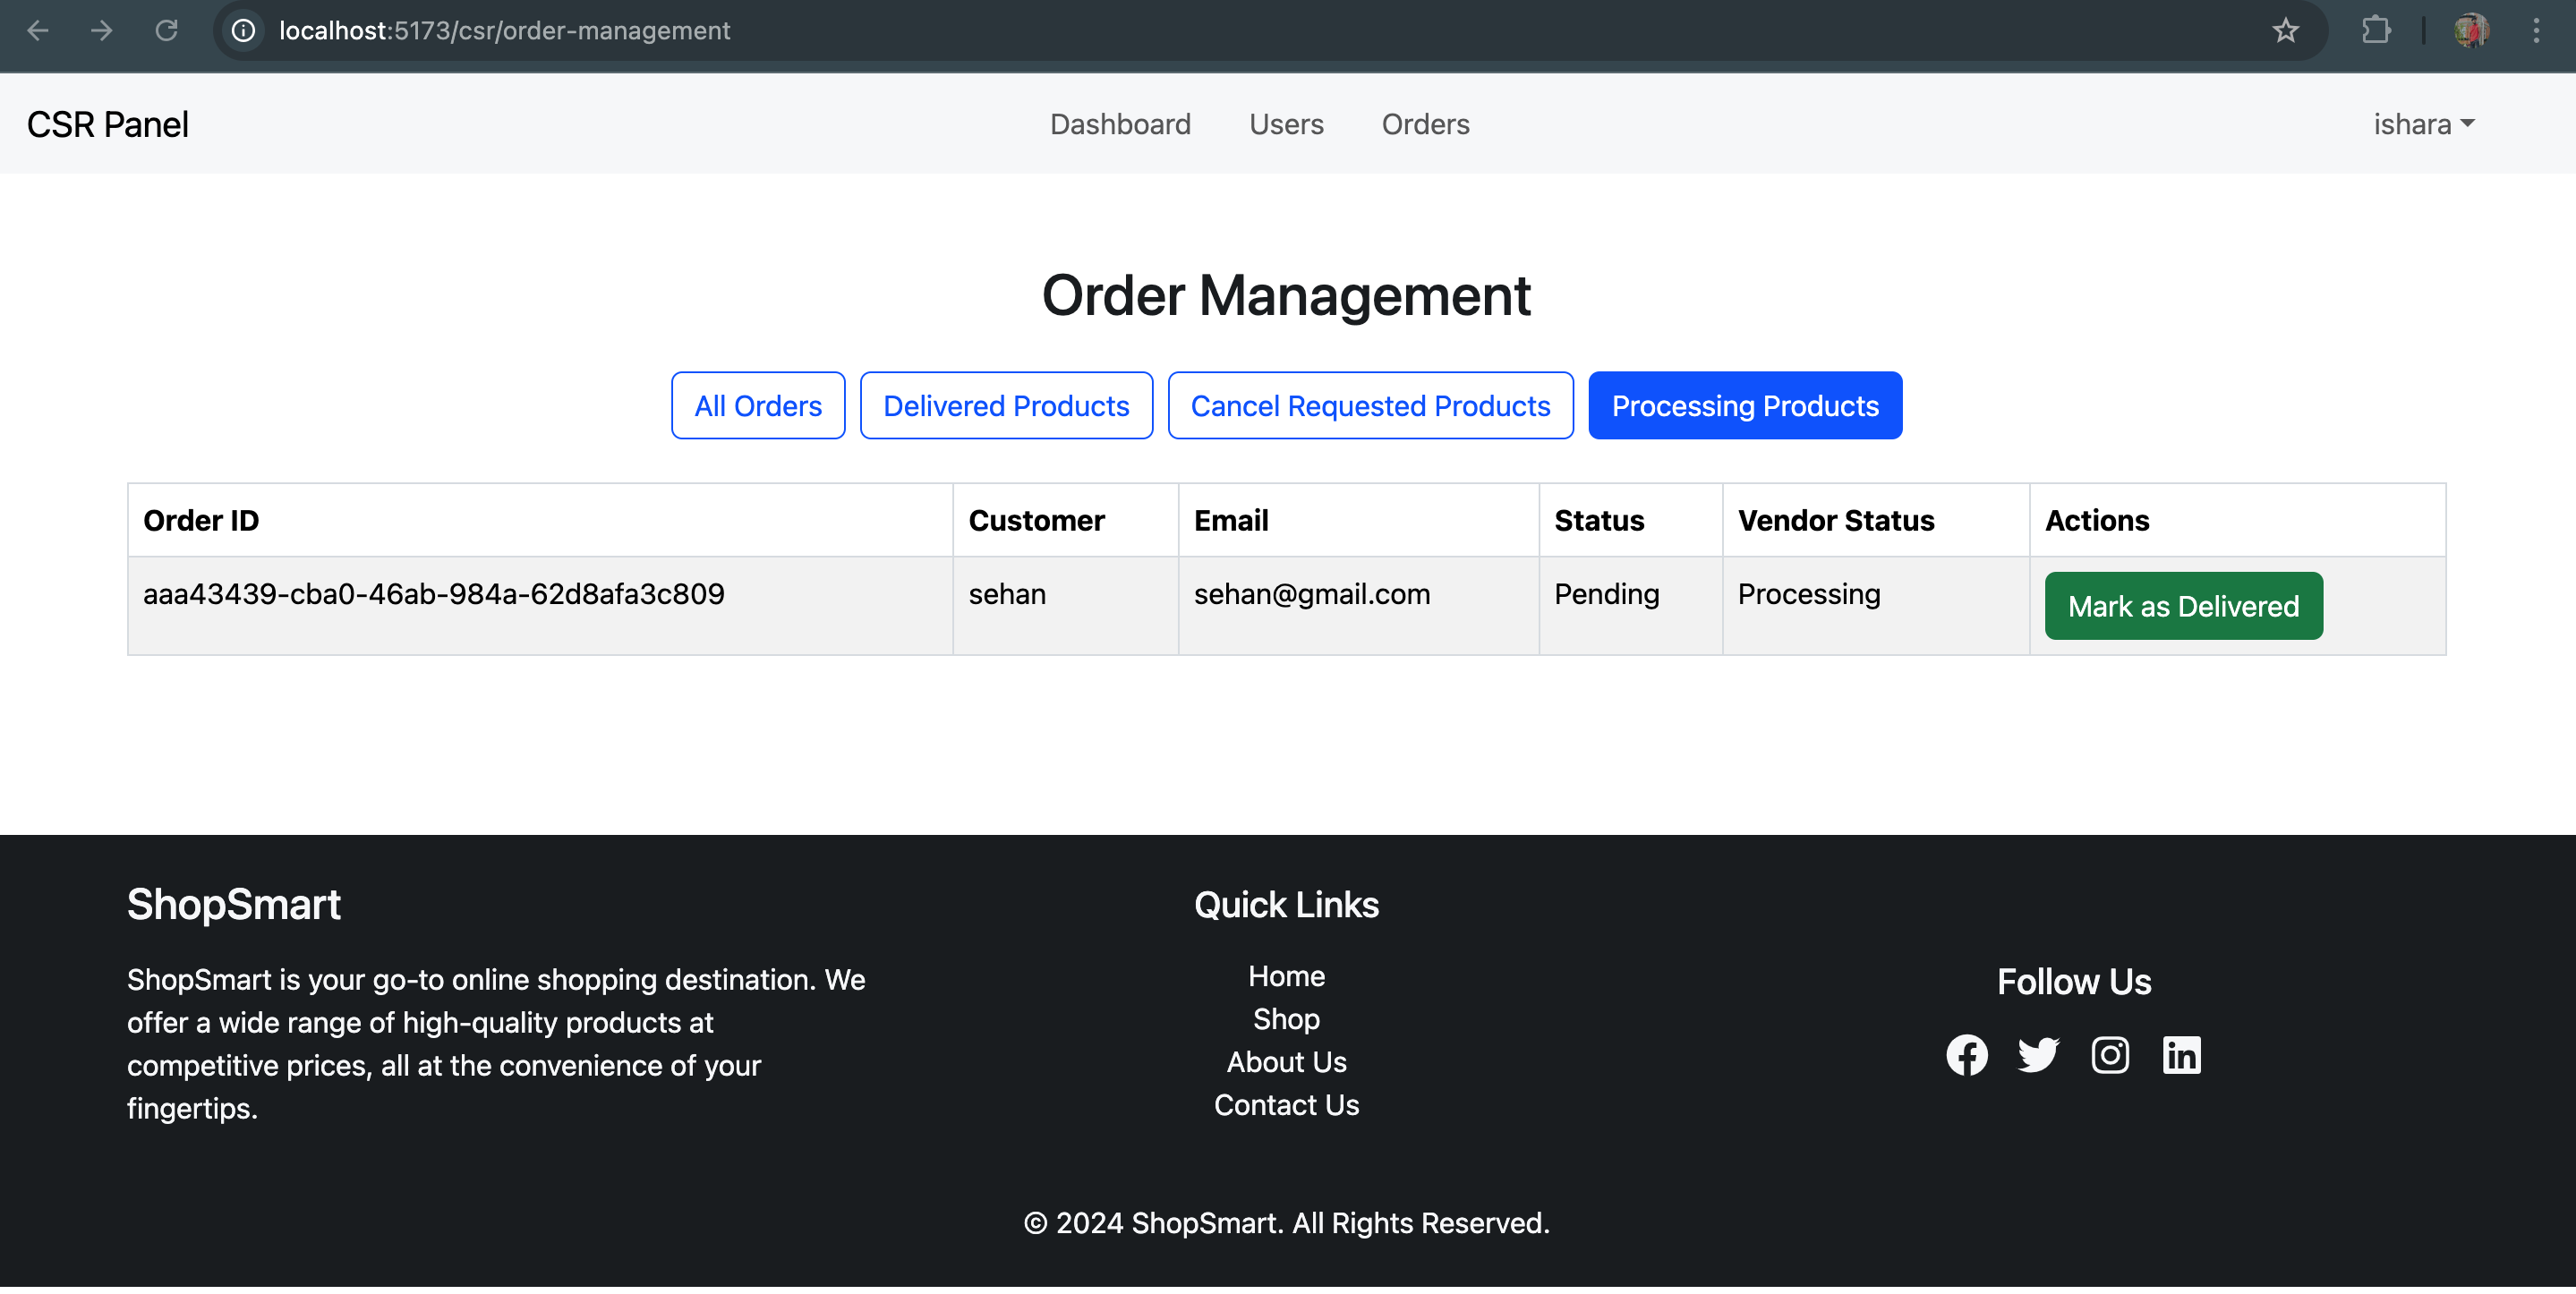 localhost:5173/csr/order-management
CSR Panel
Dashboard Users Orders
ishara
Order Management
All Orders Delivered Products Cancel Requested Products Processing Products
Order ID Customer Email Status Vendor Status Actions
aaa43439-cba0-46ab-984a-62d8afa3c809 sehan sehan@gmail.com Pending Processing Mark as Delivered
ShopSmart
ShopSmart is your go-to online shopping destination. We
offer a wide range of high-quality products at
competitive prices, all at the convenience of your
fingertips.
Quick Links
Home
Shop
About Us
Contact Us
Follow Us
© 2024 ShopSmart. All Rights Reserved.